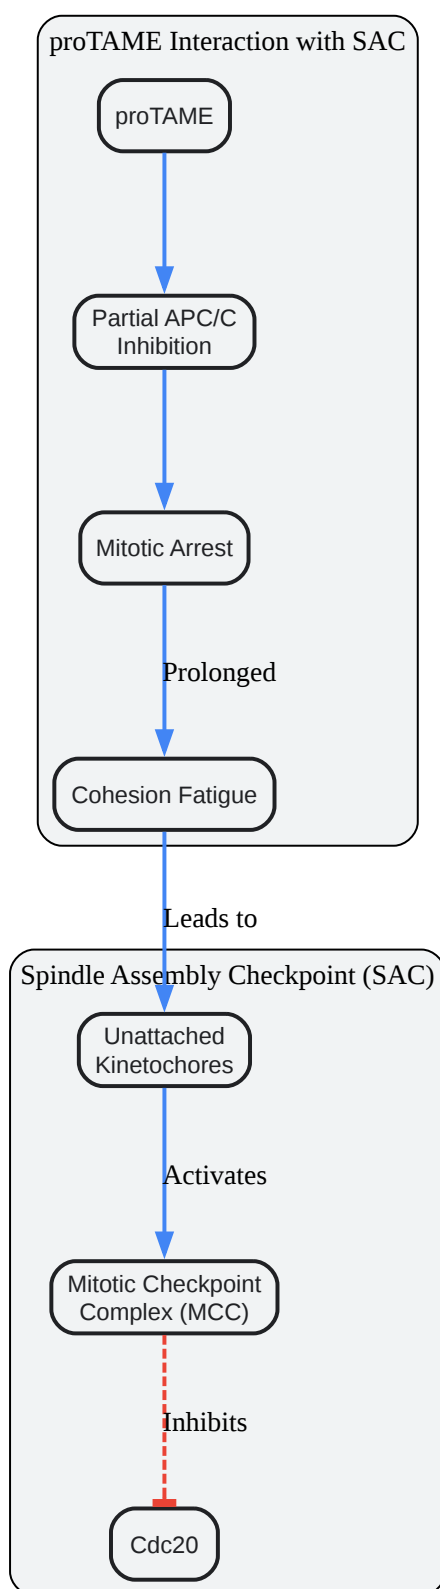 proTAME Interaction with SAC
proTAME
Partial APC/C
Inhibition
Mitotic Arrest
Prolonged
Cohesion Fatigue
Leads to
Spindle Assembly Checkpoint (SAC)
Unattached
Kinetochores
Activates
Mitotic Checkpoint
Complex (MCC)
Inhibits
Cdc20